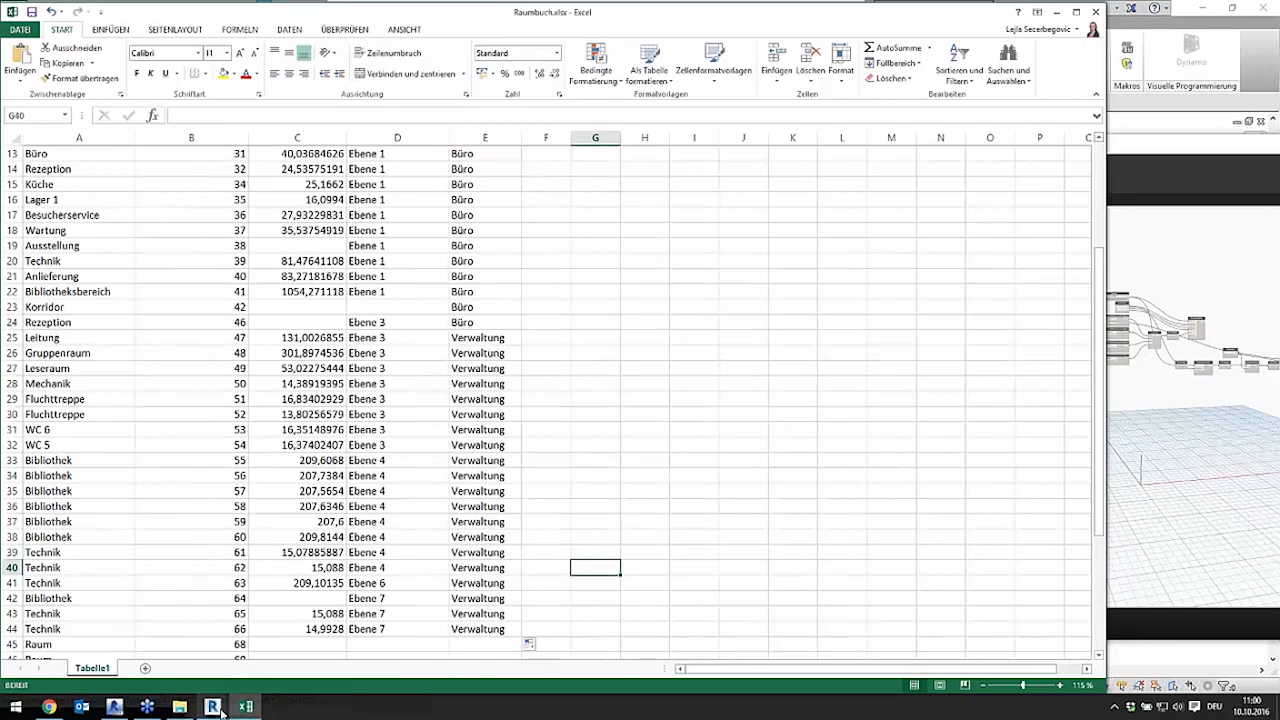 Raumbuch.xlsx - Excel
DATEI START EINFÜGEN SEITENLAYOUT FORMELN DATEN ÜBERPRÜFEN ANSICHT Lejla Secerbegovic
Einfügen
Ausschneiden
Kopieren
Format übertragen
Calibri 11
F K U
Zeilenumbruch
Verbinden und zentrieren
Standard
Bedingte Formatierung
Als Tabelle formatieren
Zellenformatvorlagen
Einfügen Löschen Format
AutoSumme
Füllbereich
Löschen
Sortieren und Filtern
Suchen und Auswählen
Makros
Dynamo
Zwischenablage Schriftart Ausrichtung Zahl Formatvorlagen Zellen Bearbeiten
Visuelle Programmierung
G40 fx
A B C D E F G H I J K L M N O P
13 Büro 31 40,03684626 Ebene 1 Büro
14 Rezeption 32 24,53575191 Ebene 1 Büro
15 Küche 34 25,1662 Ebene 1 Büro
16 Lager 1 35 16,0994 Ebene 1 Büro
17 Besucherservice 36 27,93229831 Ebene 1 Büro
18 Wartung 37 35,53754919 Ebene 1 Büro
19 Ausstellung 38 Ebene 1 Büro
20 Technik 39 81,47641108 Ebene 1 Büro
21 Anlieferung 40 83,27181678 Ebene 1 Büro
22 Bibliotheksbereich 41 1054,271118 Ebene 1 Büro
23 Korridor 42 Büro
24 Rezeption 46 Ebene 3 Büro
25 Leitung 47 131,0026855 Ebene 3 Verwaltung
26 Gruppenraum 48 301,8974536 Ebene 3 Verwaltung
27 Leseraum 49 53,02275444 Ebene 3 Verwaltung
28 Mechanik 50 14,38919395 Ebene 3 Verwaltung
29 Fluchttreppe 51 16,83402929 Ebene 3 Verwaltung
30 Fluchttreppe 52 13,80256579 Ebene 3 Verwaltung
31 WC 6 53 16,35148976 Ebene 3 Verwaltung
32 WC 5 54 16,37402407 Ebene 3 Verwaltung
33 Bibliothek 55 209,6068 Ebene 4 Verwaltung
34 Bibliothek 56 207,7384 Ebene 4 Verwaltung
35 Bibliothek 57 207,5654 Ebene 4 Verwaltung
36 Bibliothek 58 207,6346 Ebene 4 Verwaltung
37 Bibliothek 59 207,6 Ebene 4 Verwaltung
38 Bibliothek 60 209,8144 Ebene 4 Verwaltung
39 Technik 61 15,07885887 Ebene 4 Verwaltung
40 Technik 62 15,088 Ebene 4 Verwaltung
41 Technik 63 209,10135 Ebene 6 Verwaltung
42 Bibliothek 64 Ebene 7 Verwaltung
43 Technik 65 15,088 Ebene 7 Verwaltung
44 Technik 66 14,9928 Ebene 7 Verwaltung
45 Raum 68
Tabelle1
BEREIT 115 %
DEU
11:00
10.10.2016